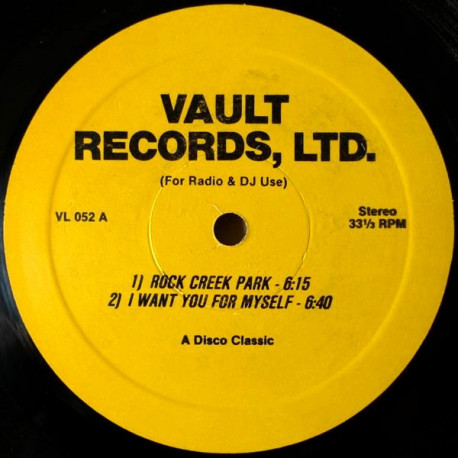 VAULT
RECORDS, LTD.
(For Radio & DJ Use)
VL 052 A
Stereo
33⅓ RPM
1) ROCK CREEK PARK - 6:15
2) I WANT YOU FOR MYSELF - 6:40
A Disco Classic